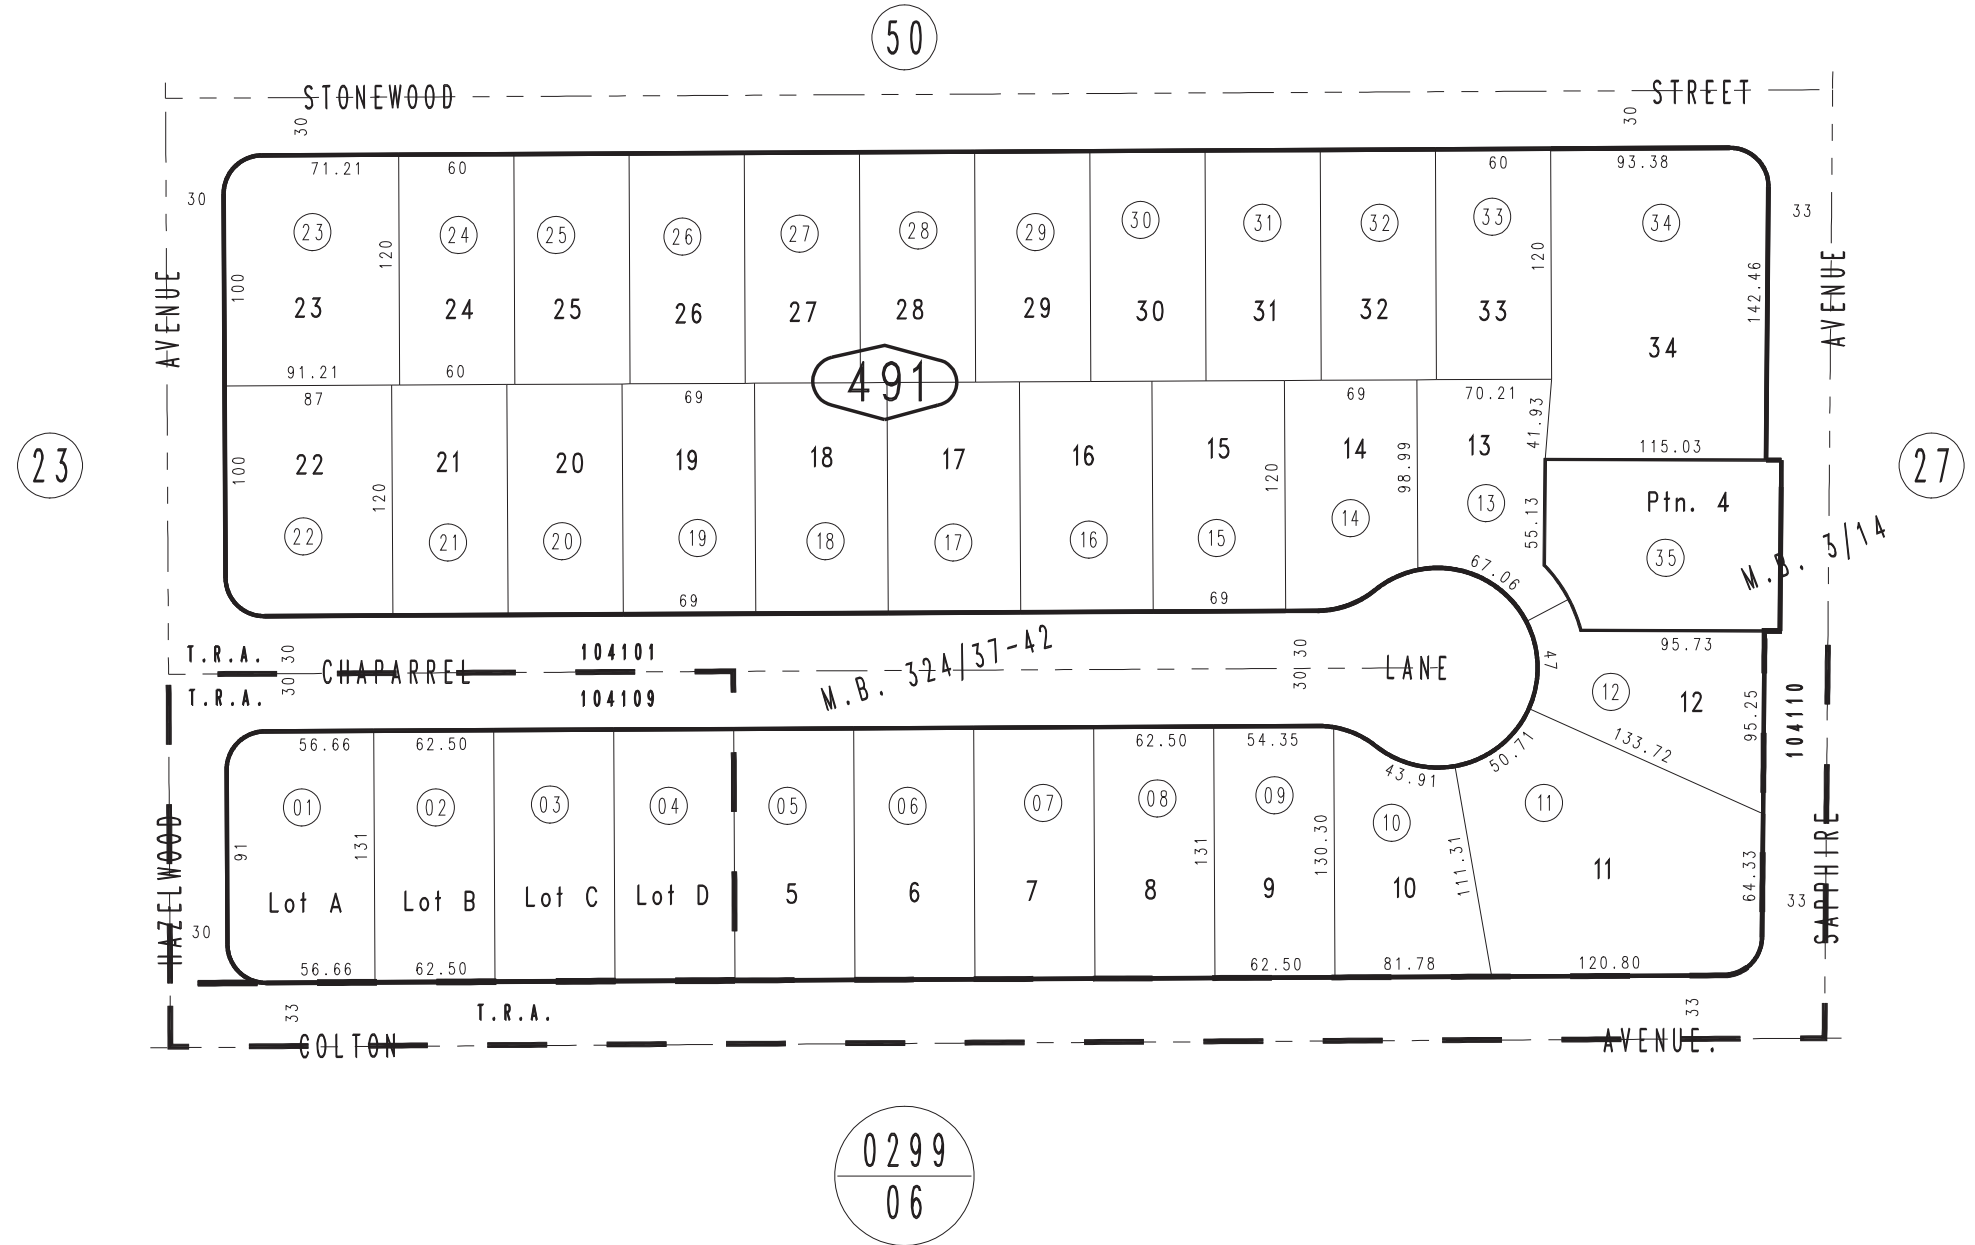 50
STONEWOOD STREET
30 30
71.21 60 60 93.38
30 33
23 24 25 26 27 28 29 30 31 32 33 34
AVENUE 100 120 120 142.46 AVENUE
23 24 25 26 27 28 29 30 31 32 33
34
91.21 60
491
87 69 69 70.21
41.93
115.03
23 100 22 21 20 19 18 17 16 15 14 13 27
120 120 98.99
Ptn. 4
22 21 20 19 18 17 16 15 14 13 55.13 35
M.B. 3/14
69 69 67.06
T.R.A. 30 104101 30 95.73
CHAPARREL LANE
47
T.R.A. 30 104109 M.B. 324/37-42 30
12 12 95.25 104110
133.72
56.66 62.50 62.50 54.35 43.91 50.71
01 02 03 04 05 06 07 08 09 10 11
91 131 131 130.30 111.31 64.33
Lot A Lot B Lot C Lot D 5 6 7 8 9 10 11
HAZELWOOD 30 33 SAPPHIRE
56.66 62.50 62.50 81.78 120.80
33 T.R.A. 33
COLTON AVENUE.
0299
06